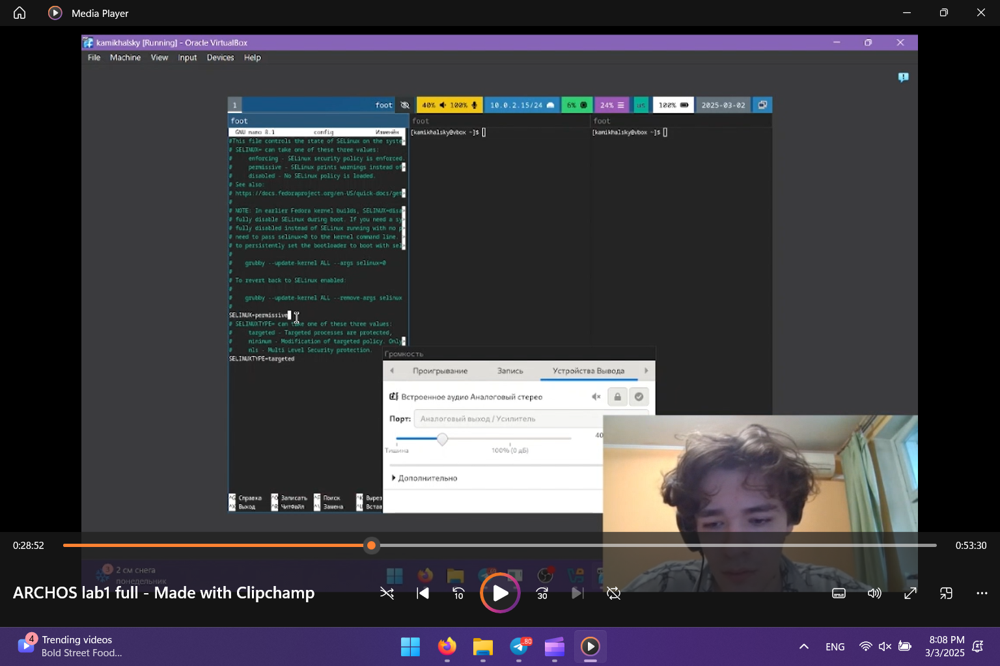 Media Player
kamikhalsky [Running] - Oracle VirtualBox
File Machine View Input Devices Help
1 foot 40% 100% 10.0.2.15/24 6% 24% us 100% 2025-03-02
foot
foot
foot
GNU nano 8.1 config Изменён
[kamikhalsky@vbox ~]$
[kamikhalsky@vbox ~]$
#This file controls the state of SELinux on the syste>
# SELINUX= can take one of these three values:
# enforcing - SELinux security policy is enforced.
# permissive - SELinux prints warnings instead of>
# disabled - No SELinux policy is loaded.
# See also:
# https://docs.fedoraproject.org/en-US/quick-docs/get>
#
# NOTE: In earlier Fedora kernel builds, SELINUX=disa>
# fully disable SELinux during boot. If you need a sy>
# fully disabled instead of SELinux running with no p>
# need to pass selinux=0 to the kernel command line. >
# to persistently set the bootloader to boot with sel>
#
# grubby --update-kernel ALL --args selinux=0
#
# To revert back to SELinux enabled:
#
# grubby --update-kernel ALL --remove-args selinux
#
SELINUX=permissive
# SELINUXTYPE= can take one of these three values:
# targeted - Targeted processes are protected,
# minimum - Modification of targeted policy. Only>
# mls - Multi Level Security protection.
SELINUXTYPE=targeted
Громкость
Проигрывание Запись Устройства Вывода
Встроенное аудио Аналоговый стерео
Порт: Аналоговый выход / Усилитель
40
Тишина 100% (0 дБ)
Дополнительно
^G Справка ^O Записать ^F Поиск ^K Вырез
^X Выход ^R ЧитФайл ^\ Замена ^U Встав
0:28:52
0:53:30
3
2 см снега
понедельник
ARCHOS lab1 full - Made with Clipchamp
10
30
4
Trending videos
Bold Street Food...
..80
ENG
8:08 PM
3/3/2025